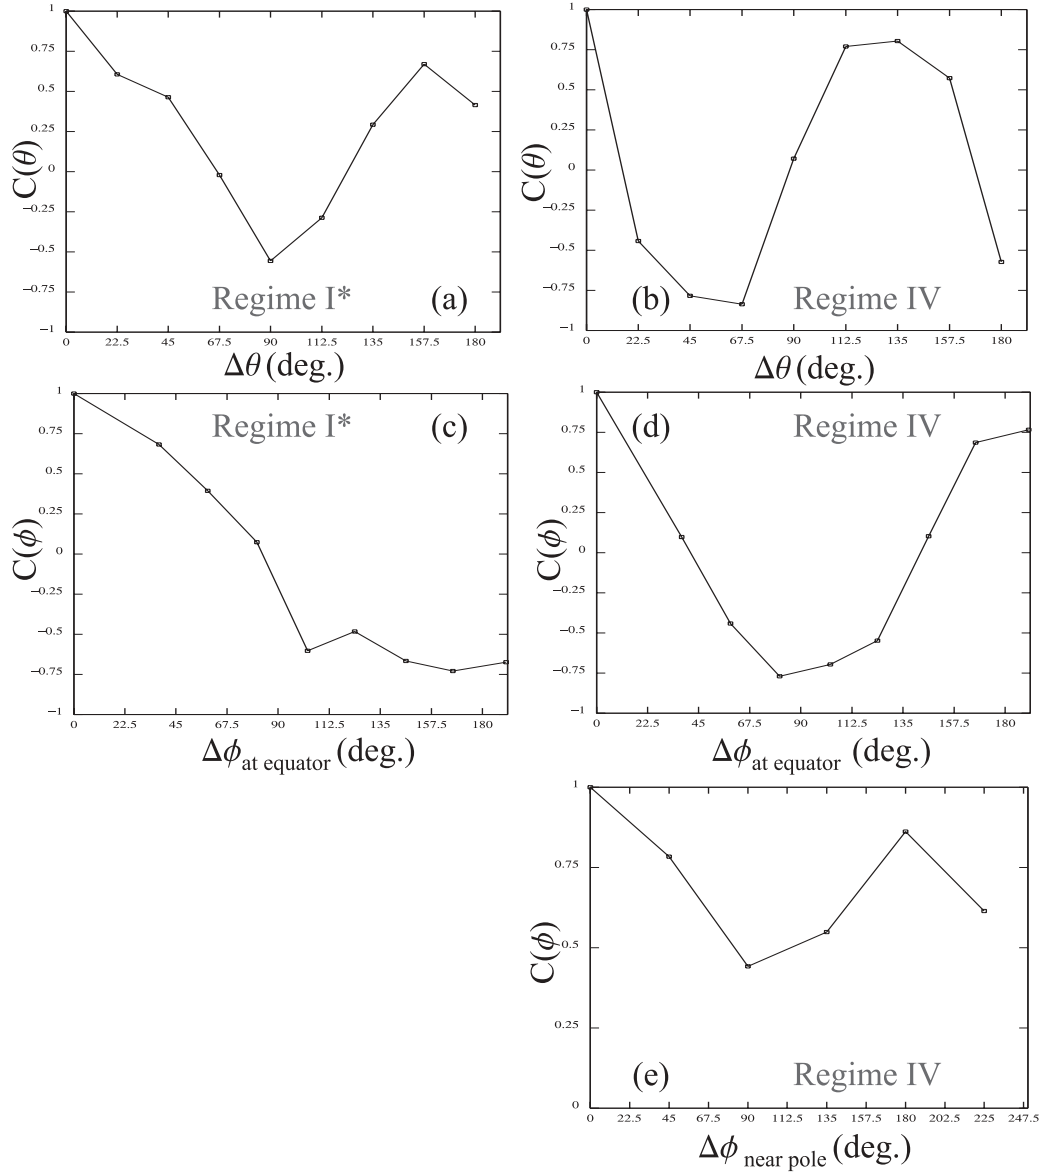 1
0.75
0.5
0.25
0
−0.25
−0.5
−0.75
−1
C(θ)
Regime I*
(a)
0 22.5 45 67.5 90 112.5 135 157.5 180
Δθ (deg.)
1
0.75
0.5
0.25
0
−0.25
−0.5
−0.75
−1
C(θ)
(b)
Regime IV
0 22.5 45 67.5 90 112.5 135 157.5 180
Δθ (deg.)
1
0.75
0.5
0.25
0
−0.25
−0.5
−0.75
−1
C(ϕ)
Regime I*
(c)
0 22.5 45 67.5 90 112.5 135 157.5 180
Δϕ at equator (deg.)
1
0.75
0.5
0.25
0
−0.25
−0.5
−0.75
−1
C(ϕ)
(d)
Regime IV
0 22.5 45 67.5 90 112.5 135 157.5 180
Δϕ at equator (deg.)
1
0.75
0.5
0.25
0
C(ϕ)
(e)
Regime IV
0 22.5 45 67.5 90 112.5 135 157.5 180 202.5 225 247.5
Δϕ near pole (deg.)